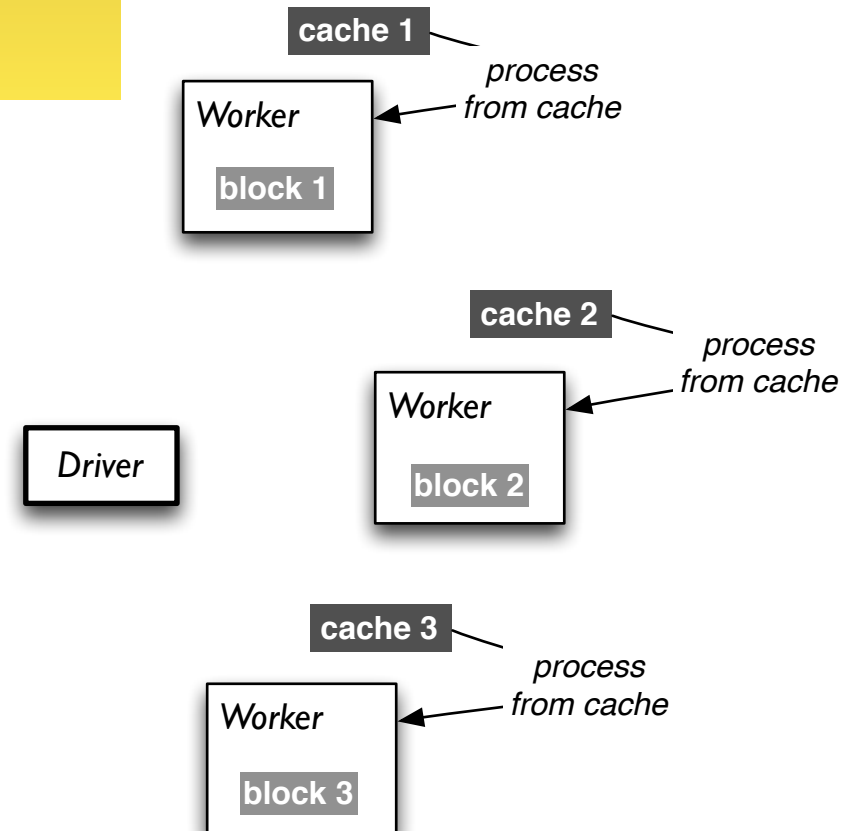 cache 1
process
from cache
Worker
block 1
cache 2
process
from cache
Worker
block 2
Driver
cache 3
process
from cache
Worker
block 3